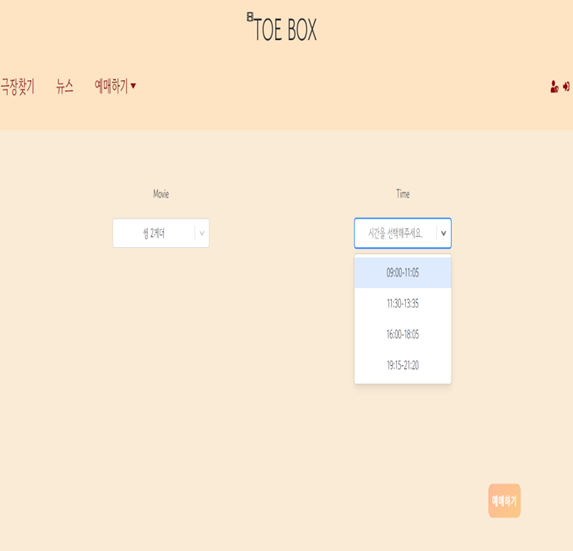 TOE BOX
극장찾기 뉴스 예매하기
Movie Time
씽 2게더 시간을 선택해주세요.
09:00-11:05
11:30-13:35
16:00-18:05
19:15-21:20
예매하기